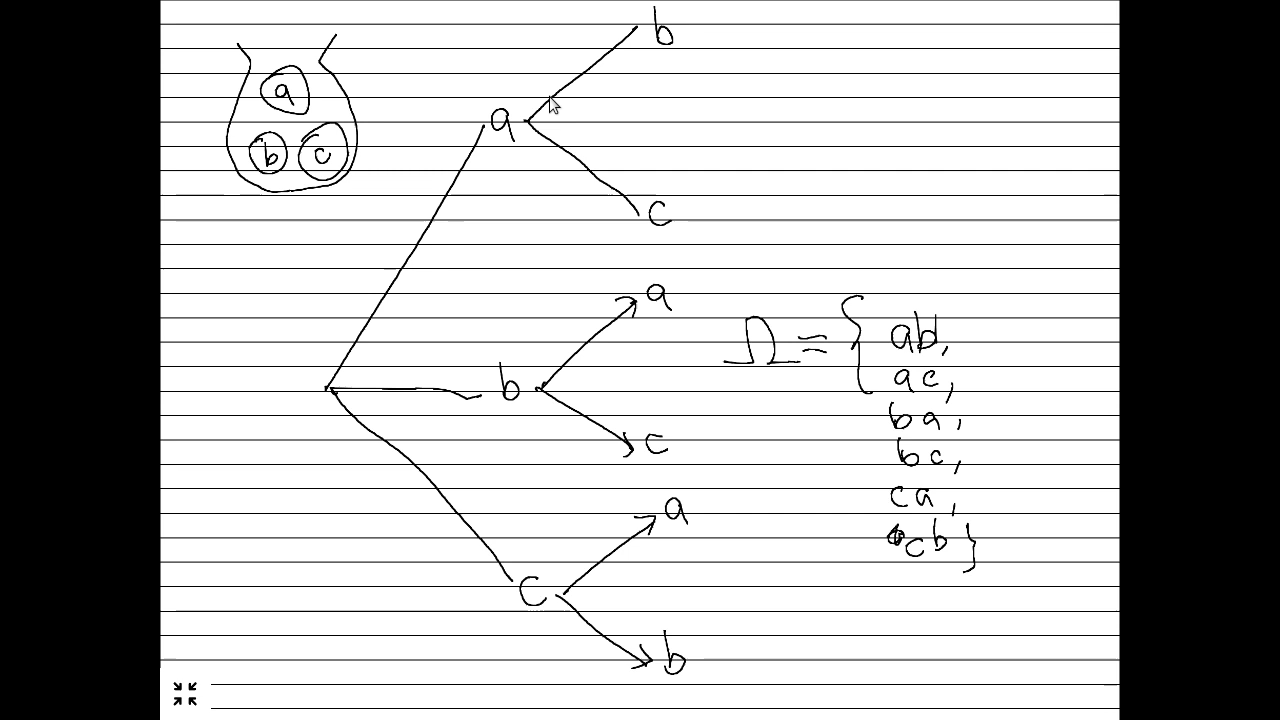 a
b c
b
a
c
a
b
c
a
c
b
Ω = { ab,
ac,
ba,
bc,
ca,
cb }